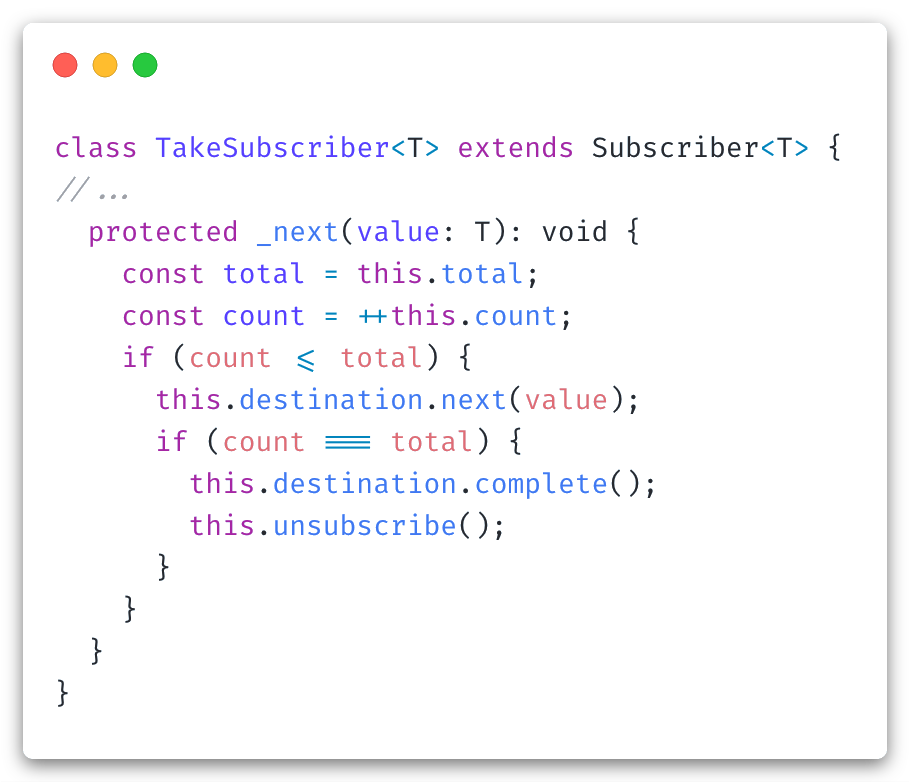 class TakeSubscriber<T> extends Subscriber<T> {
//...
  protected _next(value: T): void {
    const total = this.total;
    const count = ++this.count;
    if (count <= total) {
      this.destination.next(value);
      if (count === total) {
        this.destination.complete();
        this.unsubscribe();
      }
    }
  }
}